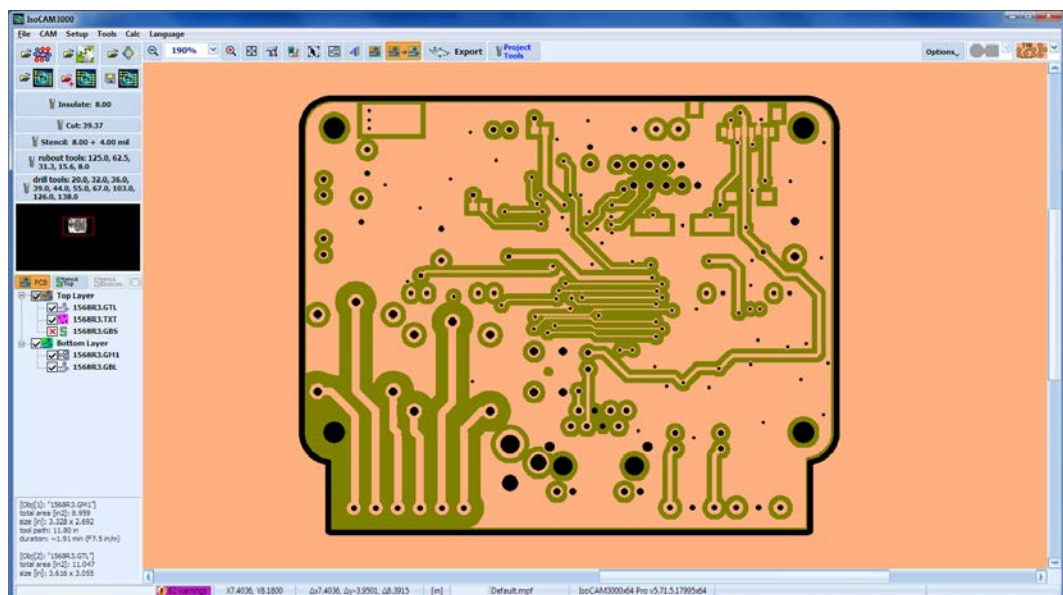 IsoCAM3000
File CAM Setup Tools Calc Language
190% Export Project Tools Options
Insulate: 8.00
Cut: 39.37
Stencil: 8.00 + 4.00 mil
rubout tools: 125.0, 62.5,
31.3, 15.6, 8.0
drill tools: 20.0, 32.0, 36.0,
39.0, 44.0, 55.0, 67.0, 103.0,
126.0, 138.0
PCB Stencil Top Stencil Bottom
Top Layer
1568R3.GTL
1568R3.TXT
1568R3.GBS
Bottom Layer
1568R3.GM1
1568R3.GBL
[Obj[1]: "1568R3.GM1"]
total area [in2]: 8.959
size [in]: 3.328 x 2.692
tool path: 11.80 in
duration: ~1.91 min (F7.5 in/m)
[Obj[2]: "1568R3.GTL"]
total area [in2]: 11.047
size [in]: 3.616 x 3.055
62 warnings X7.4036, Y8.1800 Δx7.4036, Δy-3.9501, Δ8.3915 [in] Default.mpf IsoCAM3000x64 Pro v5.71.5.17995x64